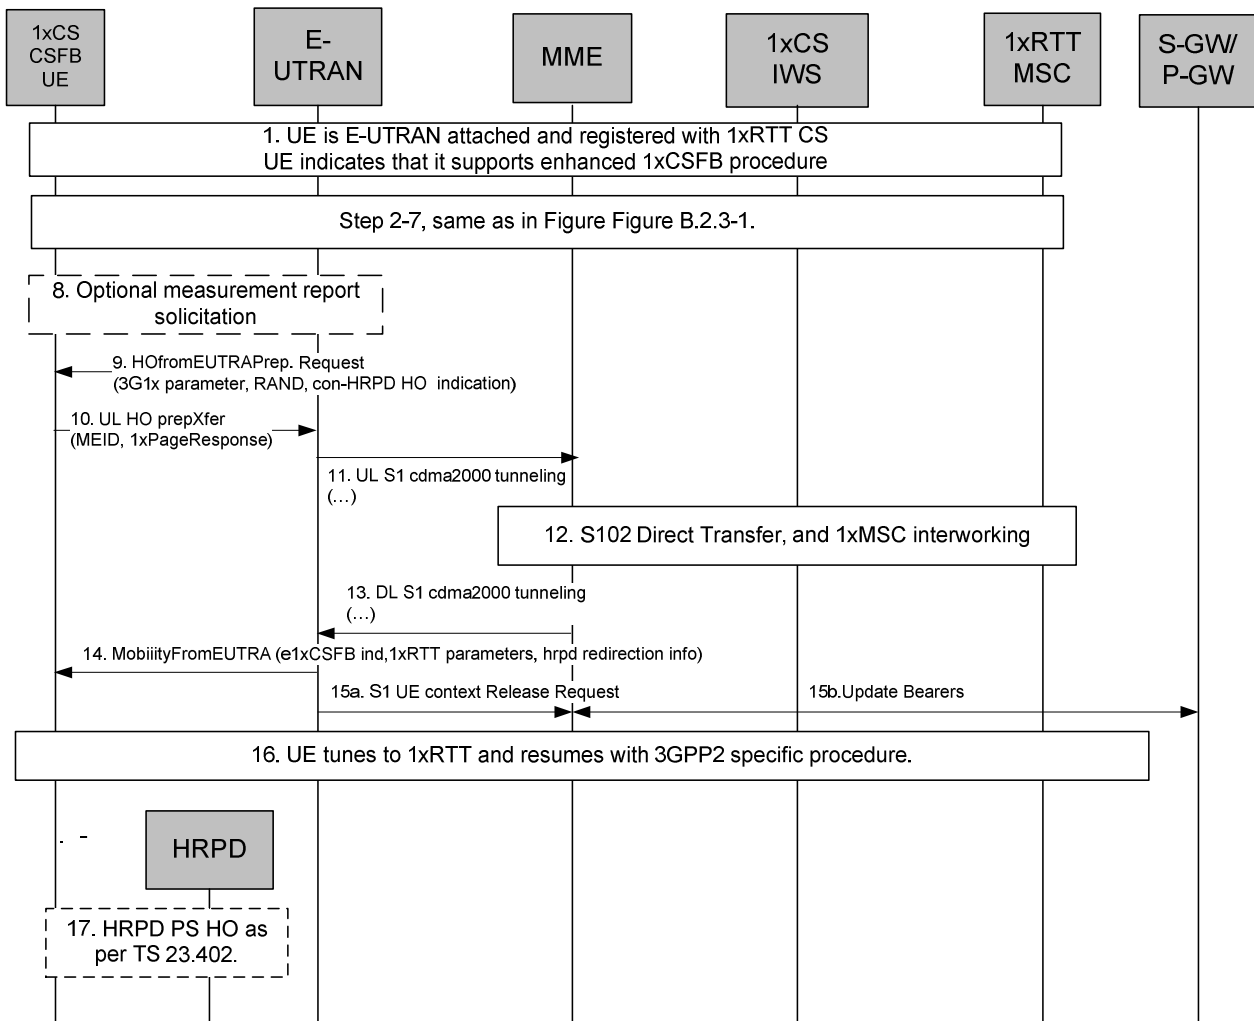 1xCS
CSFB
UE
E-
UTRAN
MME
1xCS
IWS
1xRTT
MSC
S-GW/
P-GW
1. UE is E-UTRAN attached and registered with 1xRTT CS
UE indicates that it supports enhanced 1xCSFB procedure
Step 2-7, same as in Figure Figure B.2.3-1.
8. Optional measurement report
solicitation
9. HOfromEUTRAPrep. Request
(3G1x parameter, RAND, con-HRPD HO indication)
10. UL HO prepXfer
(MEID, 1xPageResponse)
11. UL S1 cdma2000 tunneling
(...)
12. S102 Direct Transfer, and 1xMSC interworking
13. DL S1 cdma2000 tunneling
(...)
14. MobilityFromEUTRA (e1xCSFB ind,1xRTT parameters, hrpd redirection info)
15a. S1 UE context Release Request
15b.Update Bearers
16. UE tunes to 1xRTT and resumes with 3GPP2 specific procedure.
HRPD
17. HRPD PS HO as
per TS 23.402.